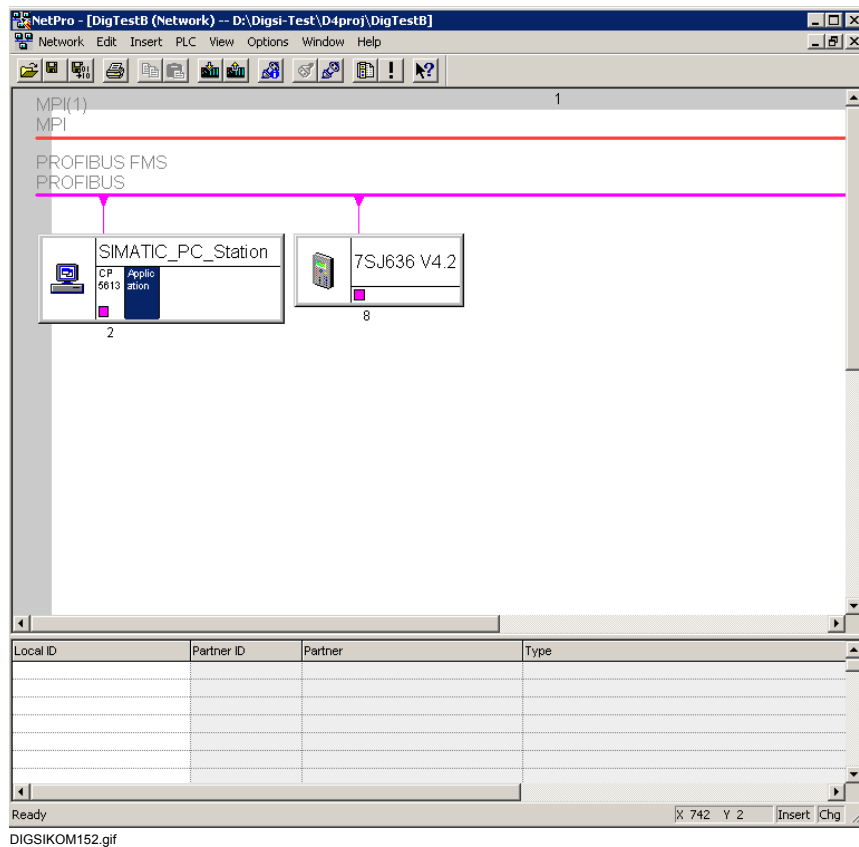 NetPro - [DigTestB (Network) -- D:\Digsi-Test\D4proj\DigTestB]
Network Edit Insert PLC View Options Window Help
1
MPI(1)
MPI
PROFIBUS FMS
PROFIBUS
SIMATIC_PC_Station
CP 5613
Applic ation
2
7SJ636 V4.2
8
Local ID Partner ID Partner Type
Ready X 742 Y 2 Insert Chg
DIGSIKOM152.gif